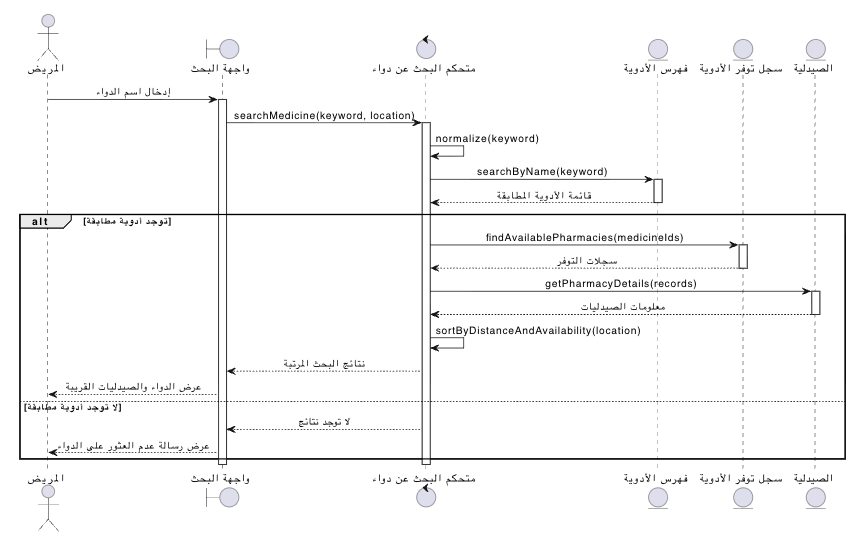 المريض
واجهة البحث
متحكم البحث عن دواء
فهرس الأدوية
سجل توفر الأدوية
الصيدلية
إدخال اسم الدواء
searchMedicine(keyword, location)
normalize(keyword)
searchByName(keyword)
قائمة الأدوية المطابقة
alt
[توجد أدوية مطابقة]
findAvailablePharmacies(medicineIds)
سجلات التوفر
getPharmacyDetails(records)
معلومات الصيدليات
sortByDistanceAndAvailability(location)
نتائج البحث المرتبة
عرض الدواء والصيدليات القريبة
[لا توجد أدوية مطابقة]
لا توجد نتائج
عرض رسالة عدم العثور على الدواء
المريض
واجهة البحث
متحكم البحث عن دواء
فهرس الأدوية
سجل توفر الأدوية
الصيدلية